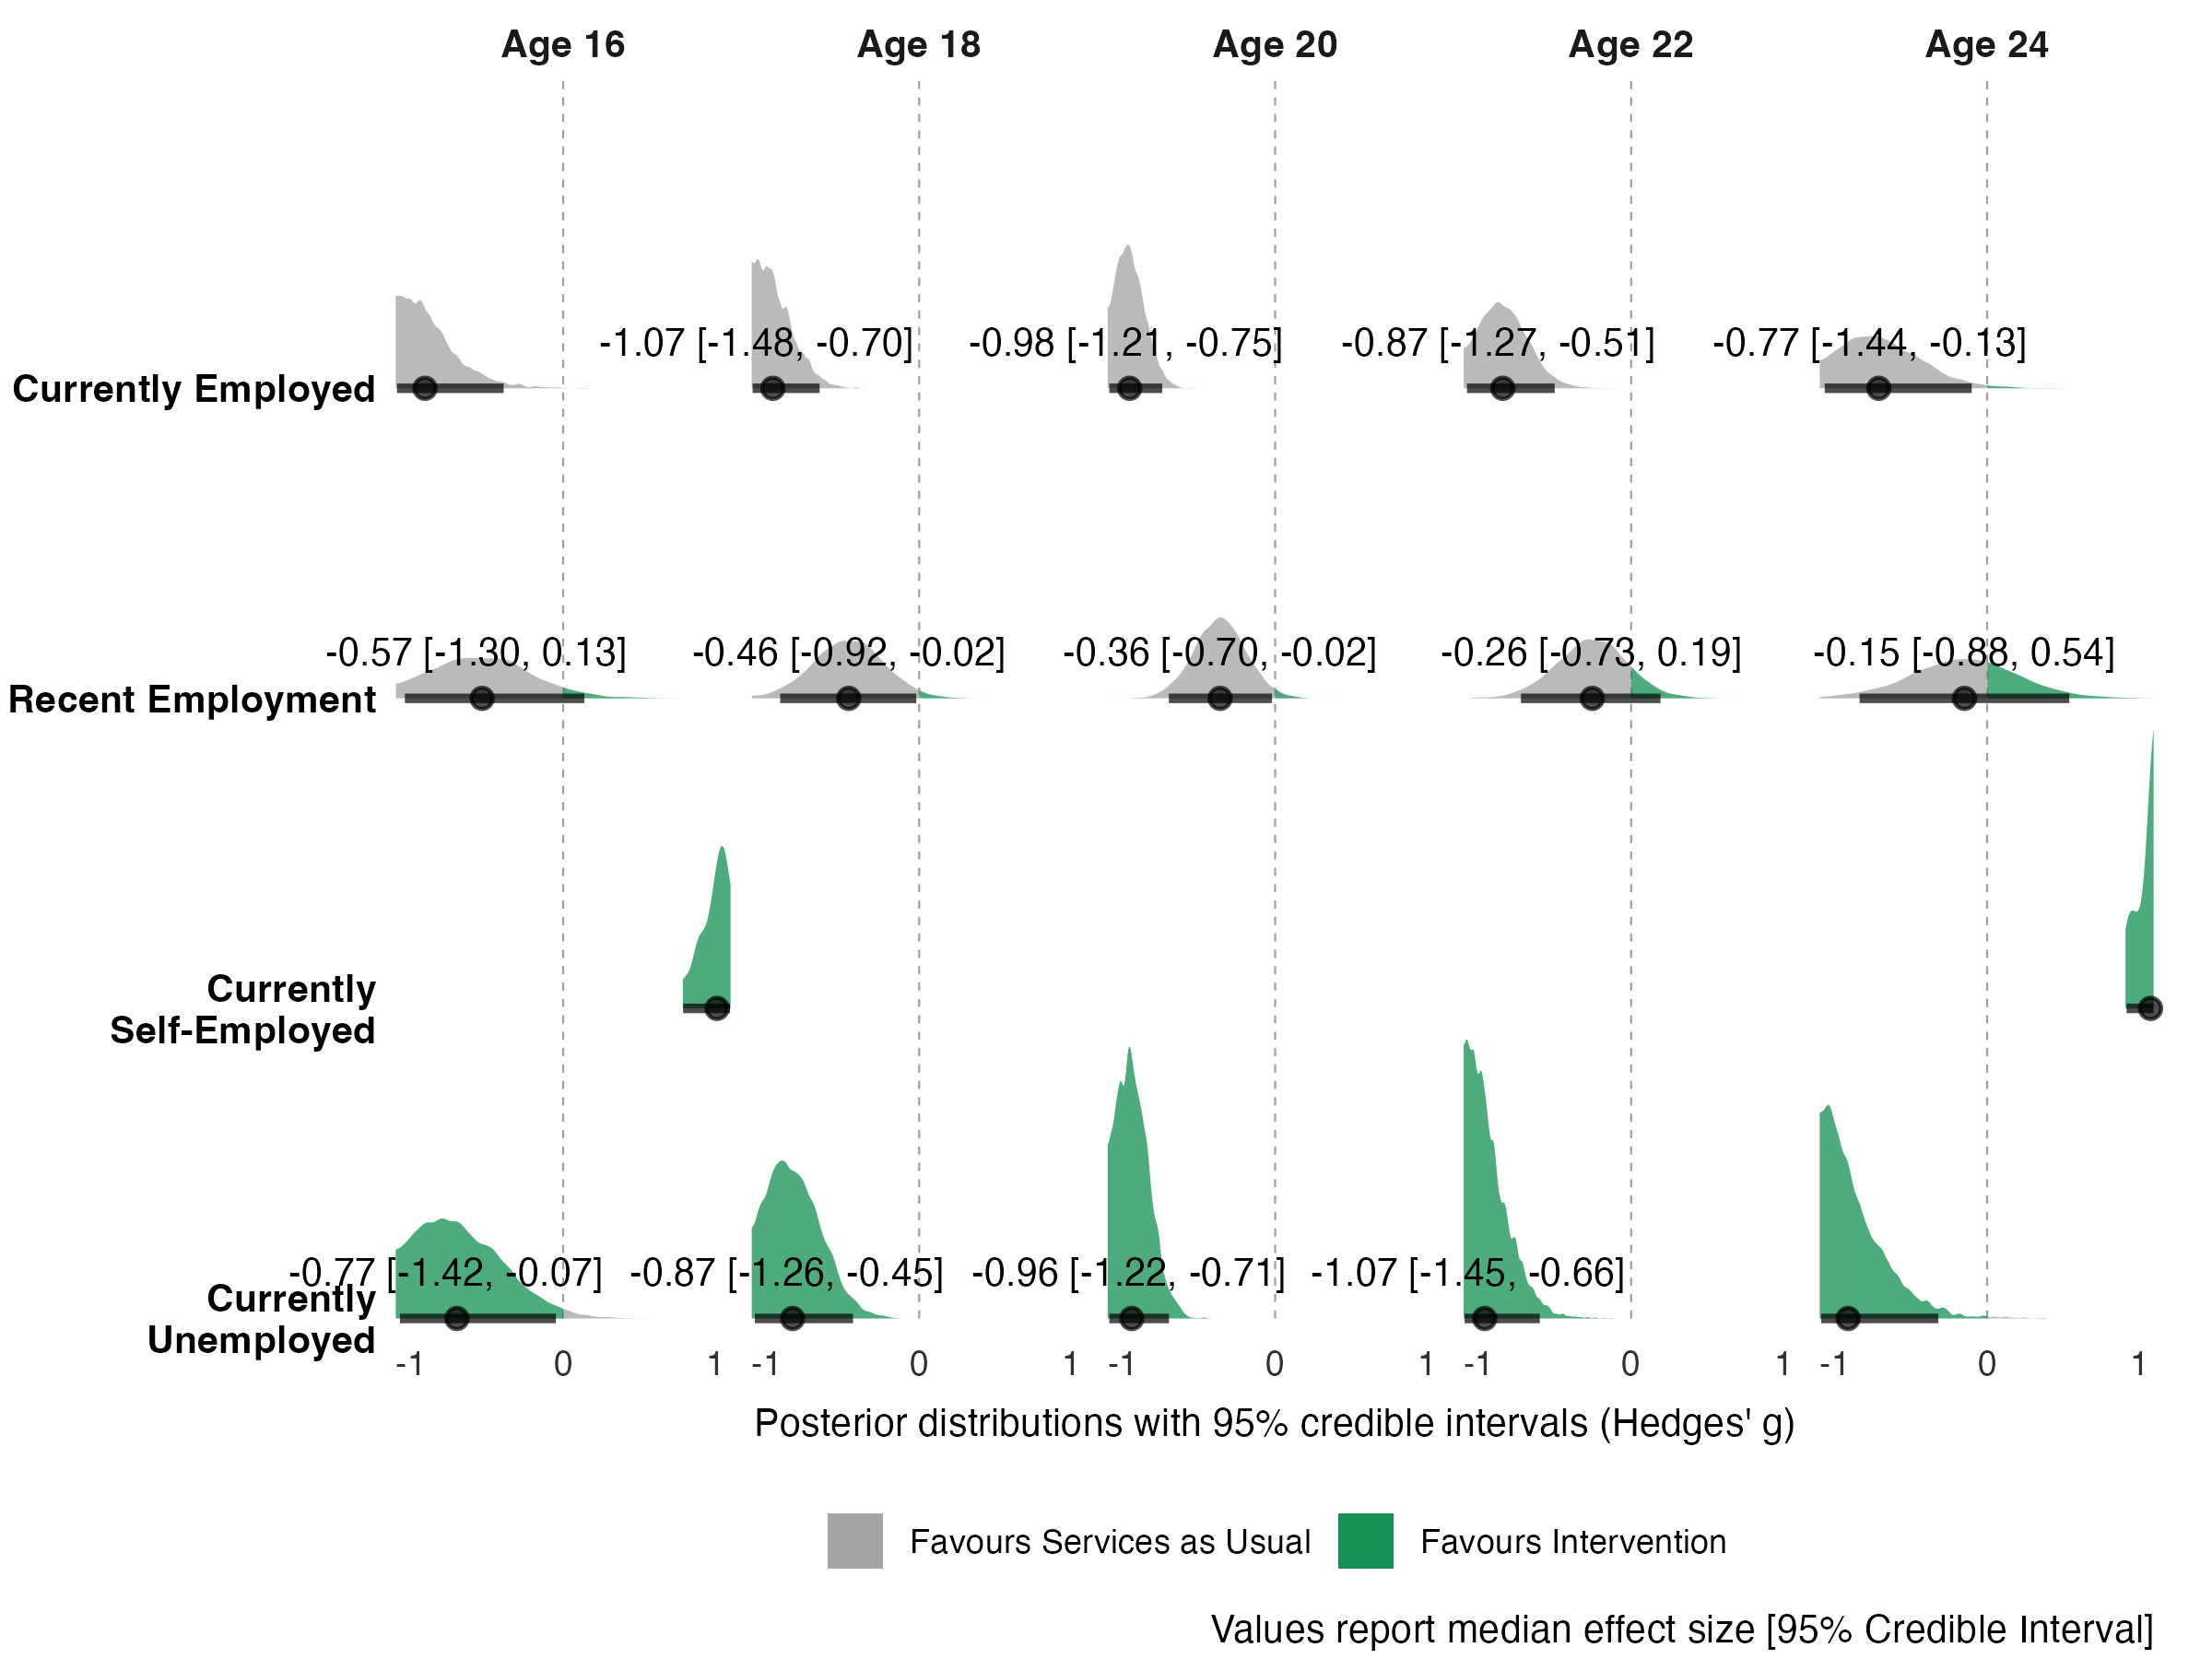 Age 16 Age 18 Age 20 Age 22 Age 24
-1.07 [-1.48, -0.70] -0.98 [-1.21, -0.75] -0.87 [-1.27, -0.51] -0.77 [-1.44, -0.13]
Currently Employed
-0.57 [-1.30, 0.13] -0.46 [-0.92, -0.02] -0.36 [-0.70, -0.02] -0.26 [-0.73, 0.19] -0.15 [-0.88, 0.54]
Recent Employment
Currently
Self-Employed
-0.77 [-1.42, -0.07] -0.87 [-1.26, -0.45] -0.96 [-1.22, -0.71] -1.07 [-1.45, -0.66]
Currently
Unemployed
-1 0 1 -1 0 1 -1 0 1 -1 0 1 -1 0 1
Posterior distributions with 95% credible intervals (Hedges' g)
Favours Services as Usual Favours Intervention
Values report median effect size [95% Credible Interval]